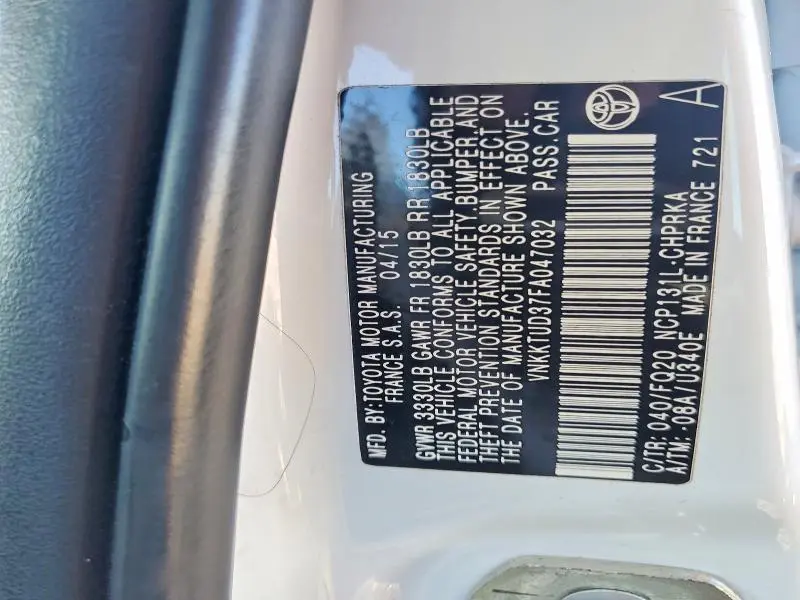 MFD. BY:TOYOTA MOTOR MANUFACTURING
FRANCE S.A.S. 04/15
GVWR 3330LB GAWR FR 1830LB RR 1830LB
THIS VEHICLE CONFORMS TO ALL APPLICABLE
FEDERAL MOTOR VEHICLE SAFETY,BUMPER,AND
THEFT PREVENTION STANDARDS IN EFFECT ON
THE DATE OF MANUFACTURE SHOWN ABOVE.
VNKKTUD37FA047032 PASS.CAR
C/TR: 040/FQ20 NCP131L-CHPRKA
A/TM: -08A/U340E MADE IN FRANCE 721 A